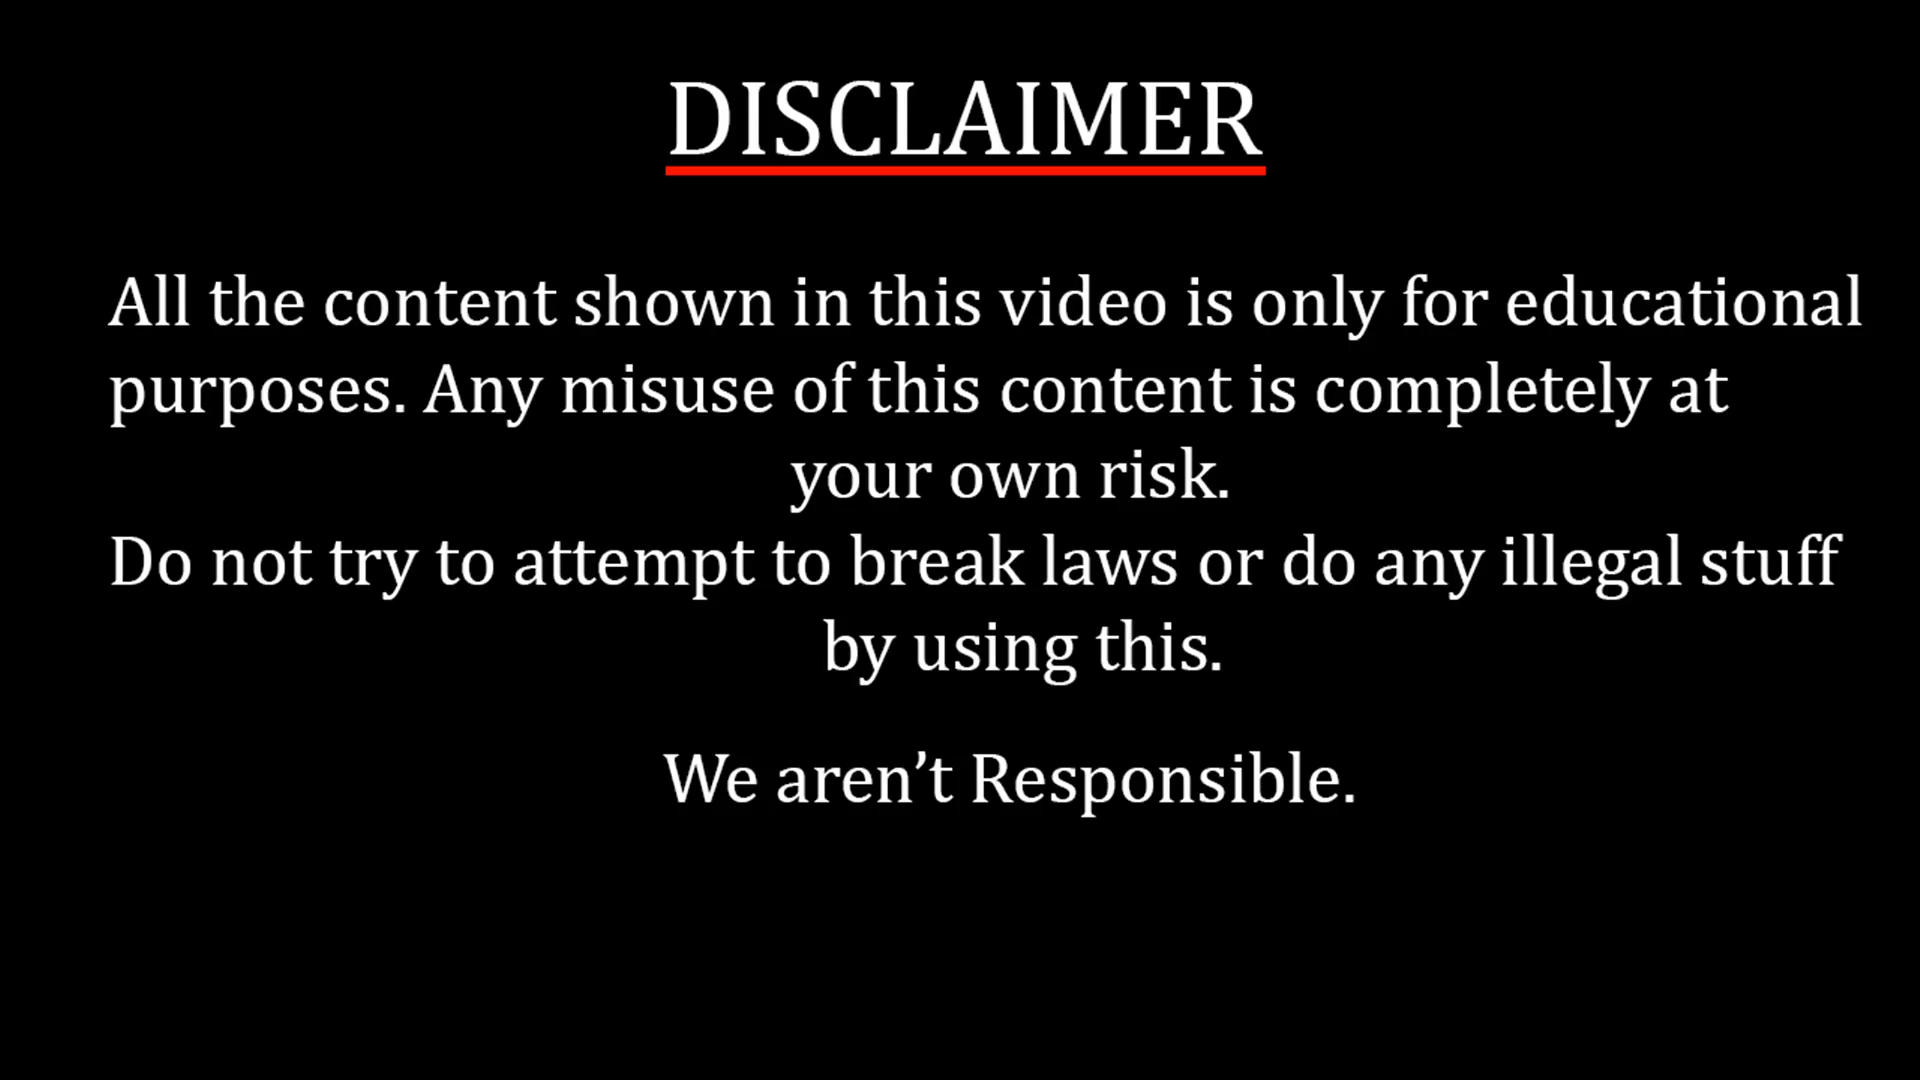 DISCLAIMER
All the content shown in this video is only for educational
purposes. Any misuse of this content is completely at
your own risk.
Do not try to attempt to break laws or do any illegal stuff
by using this.
We aren’t Responsible.